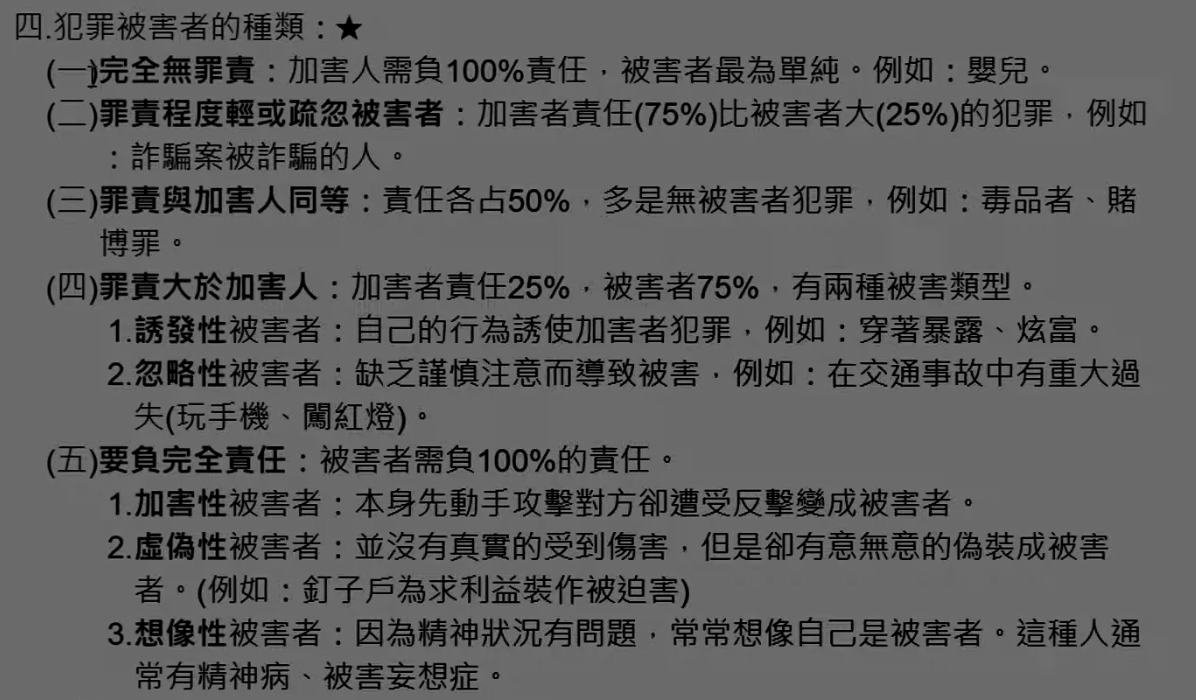 四.犯罪被害者的種類：★
(一)完全無罪責：加害人需負100%責任，被害者最為單純。例如：嬰兒。
(二)罪責程度輕或疏忽被害者：加害者責任(75%)比被害者大(25%)的犯罪，例如
：詐騙案被詐騙的人。
(三)罪責與加害人同等：責任各占50%，多是無被害者犯罪，例如：毒品者、賭
博罪。
(四)罪責大於加害人：加害者責任25%，被害者75%，有兩種被害類型。
1.誘發性被害者：自己的行為誘使加害者犯罪，例如：穿著暴露、炫富。
2.忽略性被害者：缺乏謹慎注意而導致被害，例如：在交通事故中有重大過
失(玩手機、闖紅燈)。
(五)要負完全責任：被害者需負100%的責任。
1.加害性被害者：本身先動手攻擊對方卻遭受反擊變成被害者。
2.虛偽性被害者：並沒有真實的受到傷害，但是卻有意無意的偽裝成被害
者。(例如：釘子戶為求利益裝作被迫害)
3.想像性被害者：因為精神狀況有問題，常常想像自己是被害者。這種人通
常有精神病、被害妄想症。